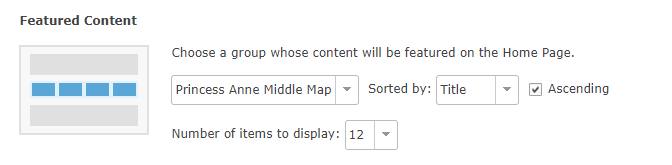 Featured Content
Choose a group whose content will be featured on the Home Page.
Princess Anne Middle Map Sorted by: Title Ascending
Number of items to display: 12